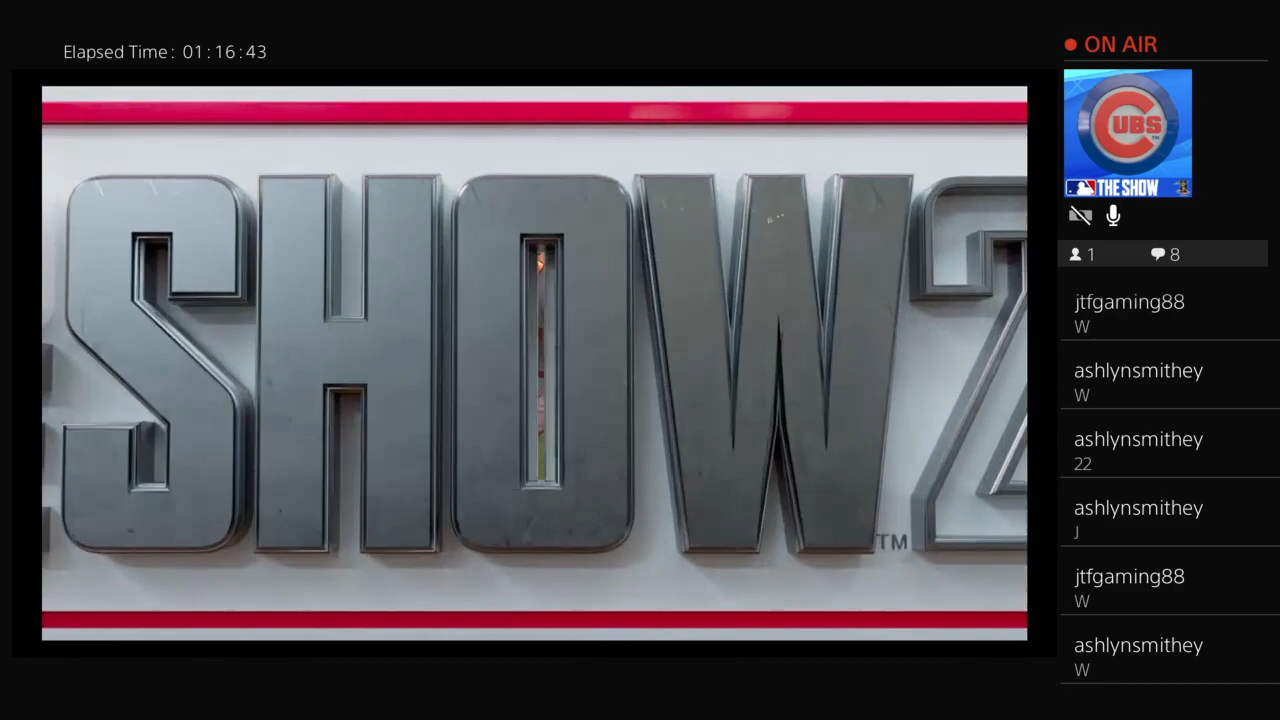 Elapsed Time: 01:16:43
ON AIR
SHOW2
TM
CUBS
THE SHOW
1
8
jtfgaming88
W
ashlynsmithey
W
ashlynsmithey
22
ashlynsmithey
J
jtfgaming88
W
ashlynsmithey
W